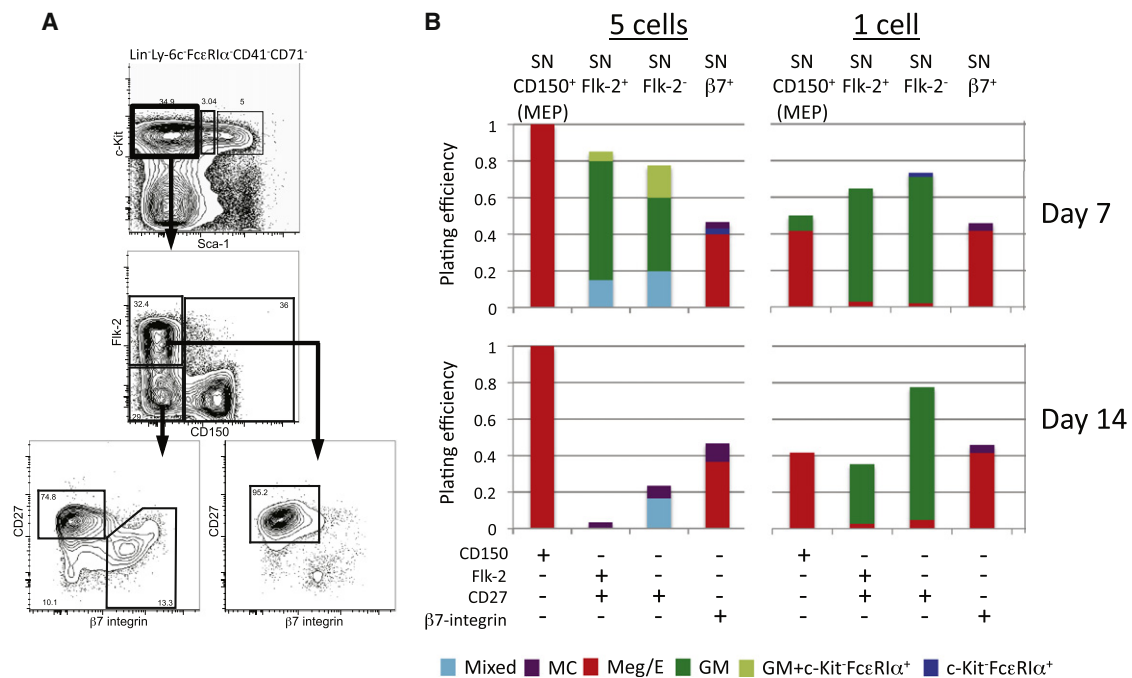 A
Lin⁻Ly-6c⁻FcεRIα⁻CD41⁻CD71⁻
34.9
3.04
5
c-Kit
Sca-1
32.4
36
Flk-2
29
CD150
74.8
CD27
10.1
13.3
β7 integrin
95.2
CD27
β7 integrin
B
5 cells
1 cell
SN CD150⁺ (MEP)
SN Flk-2⁺
SN Flk-2⁻
SN β7⁺
SN CD150⁺ (MEP)
SN Flk-2⁺
SN Flk-2⁻
SN β7⁺
Plating efficiency
1
0.8
0.6
0.4
0.2
0
Day 7
Plating efficiency
1
0.8
0.6
0.4
0.2
0
Day 14
CD150 + - - - + - - -
Flk-2 - + - - - + - -
CD27 - + + - - + + -
β7-integrin - - - + - - - +
Mixed MC Meg/E GM GM+c-Kit⁻FcεRIα⁺ c-Kit⁻FcεRIα⁺